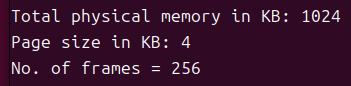 Total physical memory in KB: 1024
Page size in KB: 4
No. of frames = 256